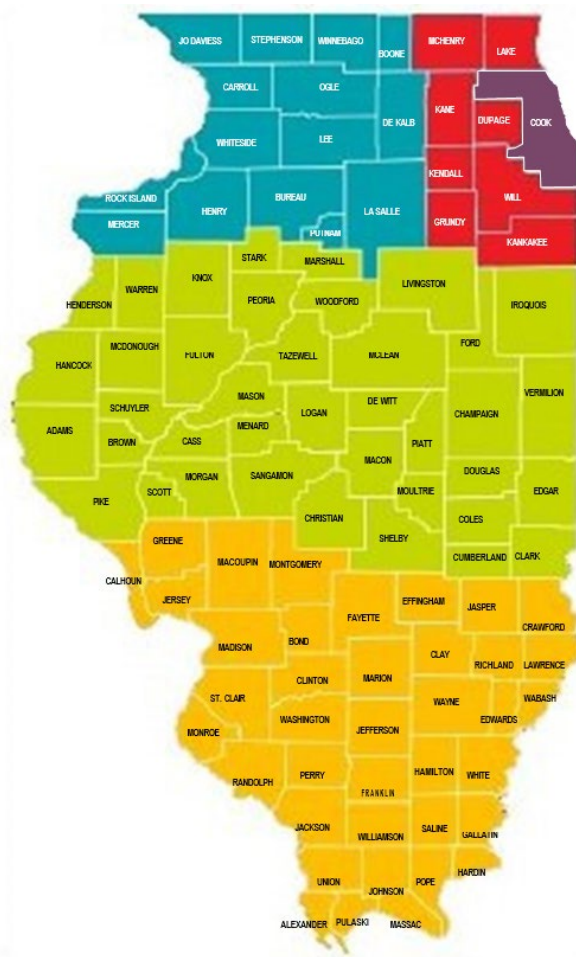 JO DAVIESS
STEPHENSON
WINNEBAGO
BOONE
MCHENRY
LAKE
CARROLL
OGLE
DE KALB
KANE
DUPAGE
COOK
WHITESIDE
LEE
KENDALL
ROCK ISLAND
MERCER
HENRY
BUREAU
PUTNAM
LA SALLE
GRUNDY
WILL
KANKAKEE
HENDERSON
WARREN
KNOX
STARK
MARSHALL
PEORIA
WOODFORD
LIVINGSTON
IROQUOIS
HANCOCK
MCDONOUGH
FULTON
TAZEWELL
MCLEAN
FORD
VERMILION
ADAMS
SCHUYLER
BROWN
CASS
MASON
MENARD
LOGAN
DE WITT
PIATT
CHAMPAIGN
PIKE
SCOTT
MORGAN
SANGAMON
MACON
MOULTRIE
DOUGLAS
EDGAR
CHRISTIAN
SHELBY
COLES
CUMBERLAND
CLARK
CALHOUN
GREENE
JERSEY
MACOUPIN
MONTGOMERY
FAYETTE
EFFINGHAM
JASPER
CRAWFORD
MADISON
BOND
CLAY
RICHLAND
LAWRENCE
ST. CLAIR
CLINTON
MARION
WAYNE
EDWARDS
WABASH
MONROE
WASHINGTON
JEFFERSON
RANDOLPH
PERRY
FRANKLIN
HAMILTON
WHITE
JACKSON
WILLIAMSON
SALINE
GALLATIN
UNION
JOHNSON
POPE
HARDIN
ALEXANDER
PULASKI
MASSAC